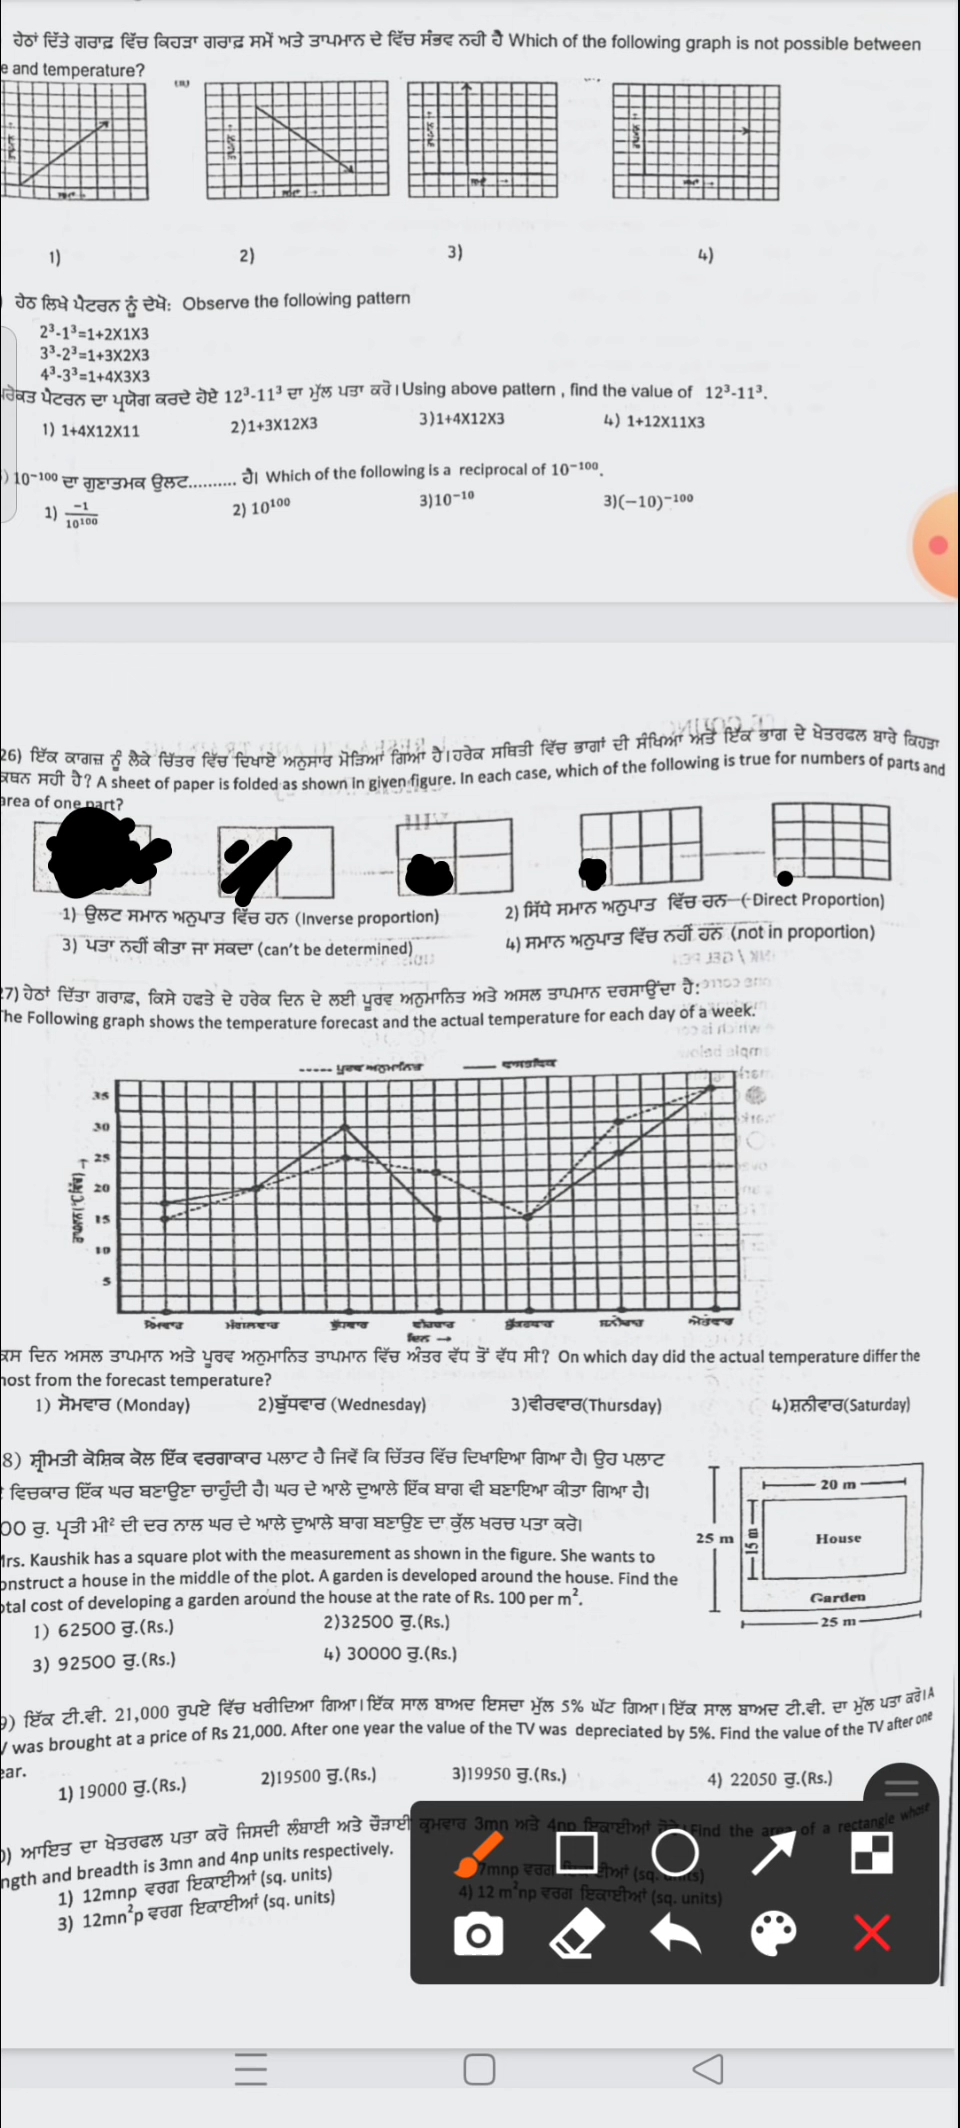 ਹੇਠਾਂ ਦਿੱਤੇ ਗਰਾਫ਼ ਵਿੱਚ ਕਿਹੜਾ ਗਰਾਫ਼ ਸਮੇਂ ਅਤੇ ਤਾਪਮਾਨ ਦੇ ਵਿੱਚ ਸੰਭਵ ਨਹੀ ਹੈ Which of the following graph is not possible between
e and temperature?
1) 2) 3) 4)
ਹੇਠ ਲਿਖੇ ਪੈਟਰਨ ਨੂੰ ਦੇਖੋ: Observe the following pattern
2³-1³=1+2X1X3
3³-2³=1+3X2X3
4³-3³=1+4X3X3
ਪਰੋਕਤ ਪੈਟਰਨ ਦਾ ਪ੍ਰਯੋਗ ਕਰਦੇ ਹੋਏ 12³-11³ ਦਾ ਮੁੱਲ ਪਤਾ ਕਰੋ। Using above pattern , find the value of 12³-11³.
1) 1+4X12X11 2)1+3X12X3 3)1+4X12X3 4) 1+12X11X3
) 10⁻¹⁰⁰ ਦਾ ਗੁਣਾਤਮਕ ਉਲਟ.......... ਹੈ। Which of the following is a reciprocal of 10⁻¹⁰⁰.
1) -1/10¹⁰⁰ 2) 10¹⁰⁰ 3)10⁻¹⁰ 3)(−10)⁻¹⁰⁰
26) ਇੱਕ ਕਾਗਜ਼ ਨੂੰ ਲੈਕੇ ਚਿੱਤਰ ਵਿੱਚ ਦਿਖਾਏ ਅਨੁਸਾਰ ਮੋੜਿਆਂ ਗਿਆਂ ਹੈ। ਹਰੇਕ ਸਥਿਤੀ ਵਿੱਚ ਭਾਗਾਂ ਦੀ ਸੰਖਿਆਂ ਅਤੇ ਇੱਕ ਭਾਗ ਦੇ ਖੇਤਰਫਲ ਬਾਰੇ ਕਿਹੜਾ
ਕਥਨ ਸਹੀ ਹੈ? A sheet of paper is folded as shown in given figure. In each case, which of the following is true for numbers of parts and
area of one part?
1) ਉਲਟ ਸਮਾਨ ਅਨੁਪਾਤ ਵਿੱਚ ਹਨ (Inverse proportion) 2) ਸਿੱਧੇ ਸਮਾਨ ਅਨੁਪਾਤ ਵਿੱਚ ਹਨ ( Direct Proportion)
3) ਪਤਾ ਨਹੀਂ ਕੀਤਾ ਜਾ ਸਕਦਾ (can't be determined) 4) ਸਮਾਨ ਅਨੁਪਾਤ ਵਿੱਚ ਨਹੀਂ ਹਨ (not in proportion)
27) ਹੇਠਾਂ ਦਿੱਤਾ ਗਰਾਫ਼, ਕਿਸੇ ਹਫਤੇ ਦੇ ਹਰੇਕ ਦਿਨ ਦੇ ਲਈ ਪੂਰਵ ਅਨੁਮਾਨਿਤ ਅਤੇ ਅਸਲ ਤਾਪਮਾਨ ਦਰਸਾਉਂਦਾ ਹੈ:
The Following graph shows the temperature forecast and the actual temperature for each day of a week.
ਪੂਰਵ ਅਨੁਮਾਨਿਤ ਵਾਸਤਵਿਕ
35
30
25
20
15
10
5
ਸੋਮਵਾਰ ਮੰਗਲਵਾਰ ਬੁੱਧਵਾਰ ਵੀਰਵਾਰ ਸ਼ੁੱਕਰਵਾਰ ਸ਼ਨੀਵਾਰ ਐਤਵਾਰ
ਦਿਨ →
ਕਸ ਦਿਨ ਅਸਲ ਤਾਪਮਾਨ ਅਤੇ ਪੂਰਵ ਅਨੁਮਾਨਿਤ ਤਾਪਮਾਨ ਵਿੱਚ ਅੰਤਰ ਵੱਧ ਤੋਂ ਵੱਧ ਸੀ? On which day did the actual temperature differ the
nost from the forecast temperature?
1) ਸੋਮਵਾਰ (Monday) 2)ਬੁੱਧਵਾਰ (Wednesday) 3)ਵੀਰਵਾਰ(Thursday) 4)ਸ਼ਨੀਵਾਰ(Saturday)
8) ਸ਼੍ਰੀਮਤੀ ਕੋਸ਼ਿਕ ਕੋਲ ਇੱਕ ਵਰਗਾਕਾਰ ਪਲਾਟ ਹੈ ਜਿਵੇਂ ਕਿ ਚਿੱਤਰ ਵਿੱਚ ਦਿਖਾਇਆ ਗਿਆ ਹੈ। ਉਹ ਪਲਾਟ
ਵਿਚਕਾਰ ਇੱਕ ਘਰ ਬਣਾਉਣਾ ਚਾਹੁੰਦੀ ਹੈ। ਘਰ ਦੇ ਆਲੇ ਦੁਆਲੇ ਇੱਕ ਬਾਗ ਵੀ ਬਣਾਇਆ ਕੀਤਾ ਗਿਆ ਹੈ।
00 ਰੁ. ਪ੍ਰਤੀ ਮੀ² ਦੀ ਦਰ ਨਾਲ ਘਰ ਦੇ ਆਲੇ ਦੁਆਲੇ ਬਾਗ ਬਣਾਉਣ ਦਾ ਕੁੱਲ ਖਰਚ ਪਤਾ ਕਰੋ।
Mrs. Kaushik has a square plot with the measurement as shown in the figure. She wants to
onstruct a house in the middle of the plot. A garden is developed around the house. Find the
otal cost of developing a garden around the house at the rate of Rs. 100 per m².
1) 62500 ਰੁ.(Rs.) 2)32500 ਰੁ.(Rs.)
3) 92500 ਰੁ.(Rs.) 4) 30000 ਰੁ.(Rs.)
20 m
25 m
15 m
House
Garden
25 m
9) ਇੱਕ ਟੀ.ਵੀ. 21,000 ਰੁਪਏ ਵਿੱਚ ਖਰੀਦਿਆ ਗਿਆ। ਇੱਕ ਸਾਲ ਬਾਅਦ ਇਸਦਾ ਮੁੱਲ 5% ਘੱਟ ਗਿਆ। ਇੱਕ ਸਾਲ ਬਾਅਦ ਟੀ.ਵੀ. ਦਾ ਮੁੱਲ ਪਤਾ ਕਰੋ।A
V was brought at a price of Rs 21,000. After one year the value of the TV was depreciated by 5%. Find the value of the TV after one
ear.
1) 19000 ਰੁ.(Rs.) 2)19500 ਰੁ.(Rs.) 3)19950 ਰੁ.(Rs.) 4) 22050 ਰੁ.(Rs.)
0) ਆਇਤ ਦਾ ਖੇਤਰਫਲ ਪਤਾ ਕਰੋ ਜਿਸਦੀ ਲੰਬਾਈ ਅਤੇ ਚੌੜਾਈ ਕ੍ਰਮਵਾਰ 3mn ਅਤੇ 4np ਇਕਾਈਆਂ Find the area of a rectangle whose
ngth and breadth is 3mn and 4np units respectively.
1) 12mnp ਵਰਗ ਇਕਾਈਆਂ (sq. units) 7mnp ਵਰਗ
3) 12mn²p ਵਰਗ ਇਕਾਈਆਂ (sq. units) 4) 12 m²np ਵਰਗ ਇਕਾਈਆਂ (sq. units)